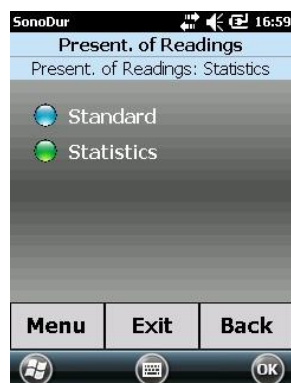 SonoDur 16:59
Present. of Readings
Present. of Readings: Statistics
Standard
Statistics
Menu Exit Back
OK